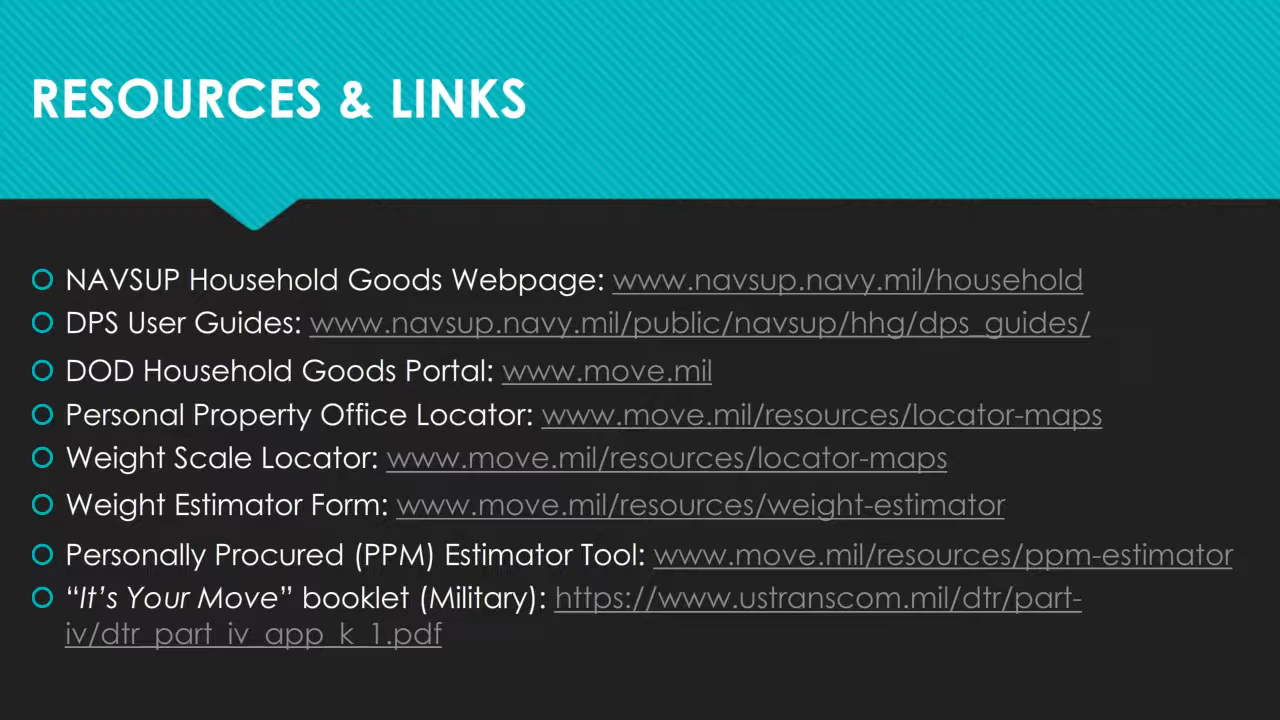 RESOURCES & LINKS
NAVSUP Household Goods Webpage: www.navsup.navy.mil/household
DPS User Guides: www.navsup.navy.mil/public/navsup/hhg/dps_guides/
DOD Household Goods Portal: www.move.mil
Personal Property Office Locator: www.move.mil/resources/locator-maps
Weight Scale Locator: www.move.mil/resources/locator-maps
Weight Estimator Form: www.move.mil/resources/weight-estimator
Personally Procured (PPM) Estimator Tool: www.move.mil/resources/ppm-estimator
“It’s Your Move” booklet (Military): https://www.ustranscom.mil/dtr/part-
iv/dtr_part_iv_app_k_1.pdf